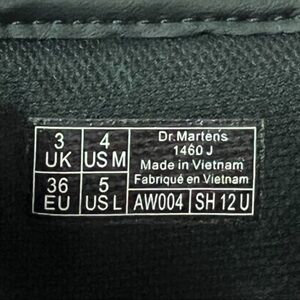 3
UK
4
US M
36
EU
5
US L
Dr.Martens
1460 J
Made in Vietnam
Fabriqué en Vietnam
AW004
SH 12 U